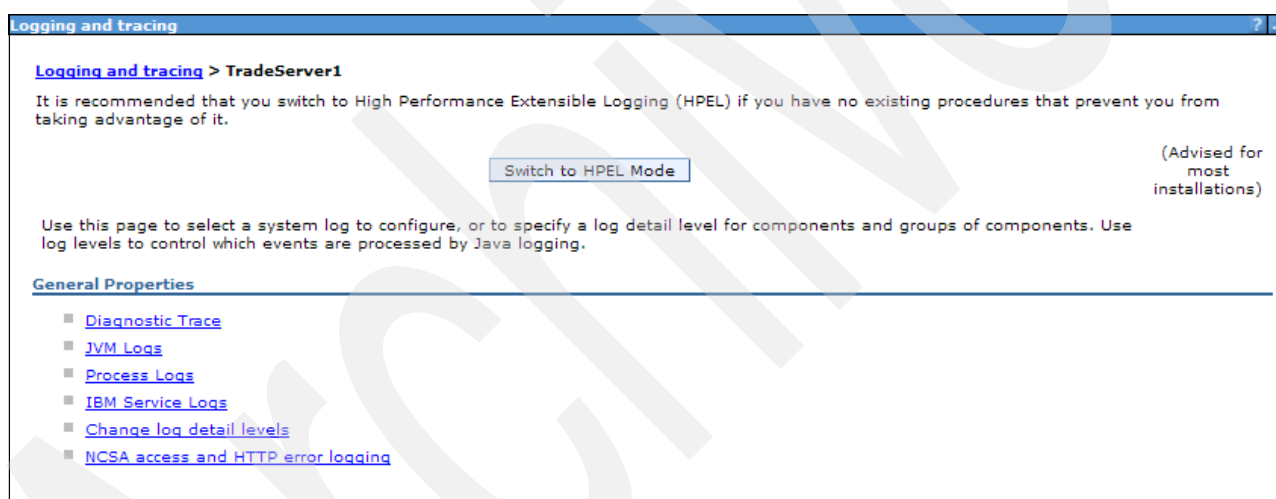 Logging and tracing ?
Logging and tracing > TradeServer1
It is recommended that you switch to High Performance Extensible Logging (HPEL) if you have no existing procedures that prevent you from
taking advantage of it.
Switch to HPEL Mode
(Advised for
most
installations)
Use this page to select a system log to configure, or to specify a log detail level for components and groups of components. Use
log levels to control which events are processed by Java logging.
General Properties
Diagnostic Trace
JVM Logs
Process Logs
IBM Service Logs
Change log detail levels
NCSA access and HTTP error logging